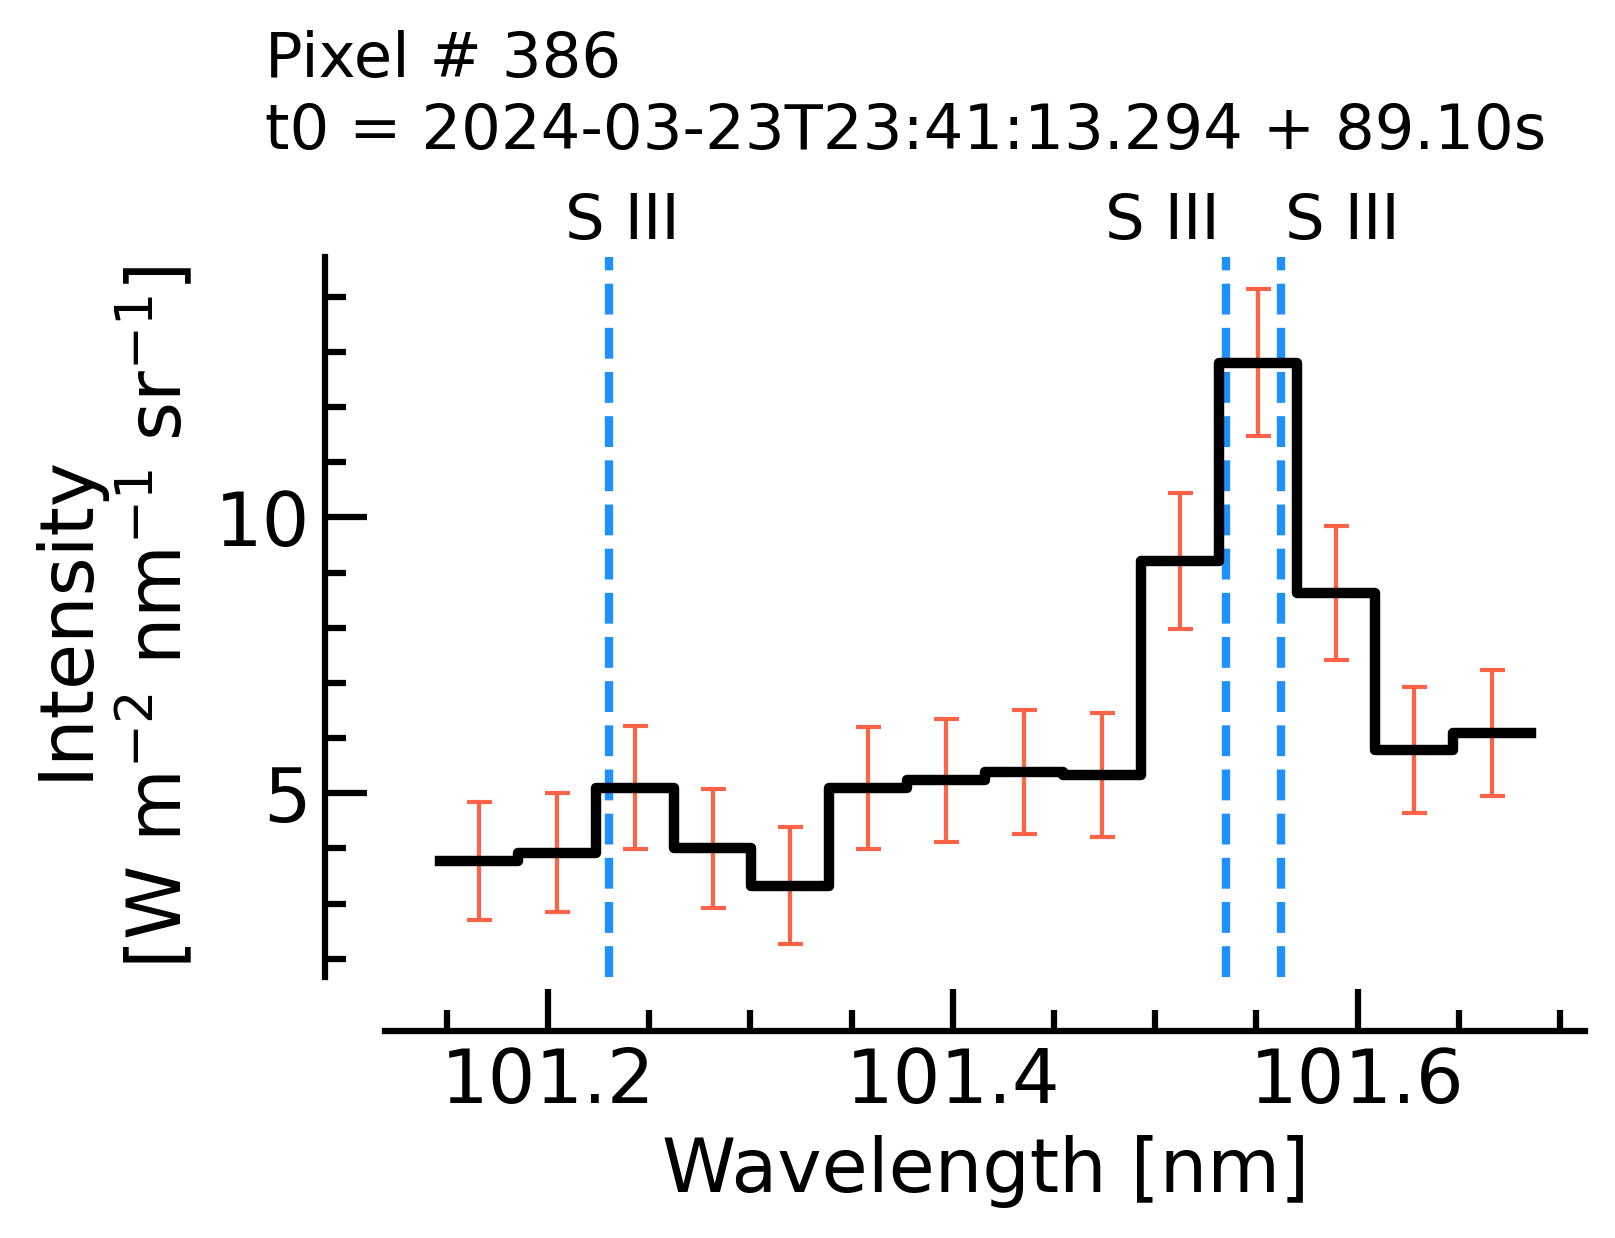 Pixel # 386
t0 = 2024-03-23T23:41:13.294 + 89.10s
S III S III S III
Intensity
[W m⁻² nm⁻¹ sr⁻¹]
10
5
101.2 101.4 101.6
Wavelength [nm]